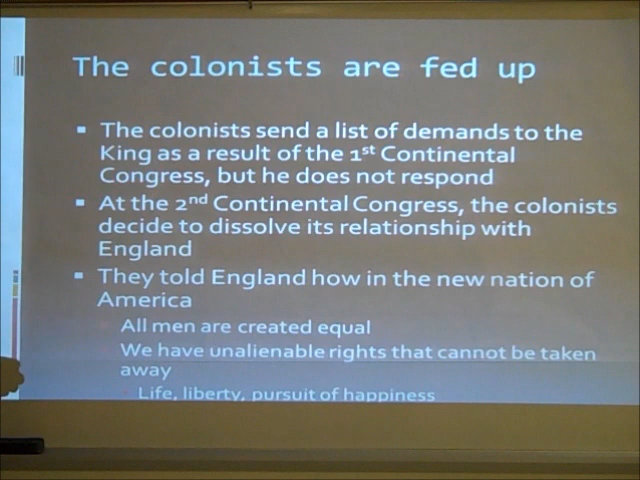 The colonists are fed up
▪ The colonists send a list of demands to the
King as a result of the 1st Continental
Congress, but he does not respond
▪ At the 2nd Continental Congress, the colonists
decide to dissolve its relationship with
England
▪ They told England how in the new nation of
America
▪ All men are created equal
▪ We have unalienable rights that cannot be taken
away
▪ Life, liberty, pursuit of happiness